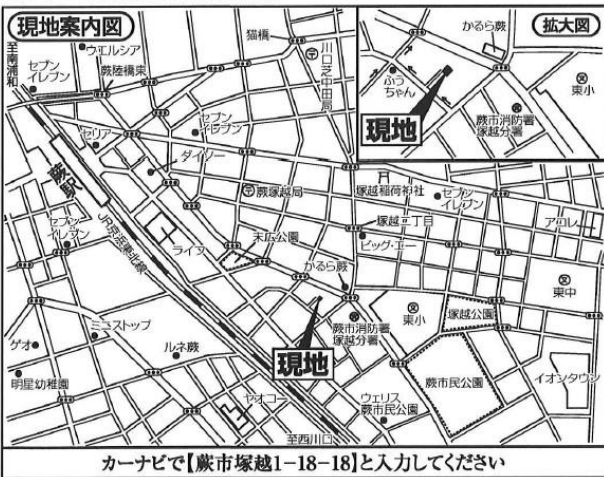 現地案内図
至南浦和
ウエルシア
セブン
イレブン
蕨陸橋東
猫橋
川口芝中田局
セリア
セブン
イレブン
ダイソー
蕨駅
JR京浜東北線
セブン
イレブン
ライフ
蕨塚越局
末広公園
塚越稲荷神社
セブン
イレブン
アコレ
塚越三丁目
ビッグ・エー
かるら蕨
現地
蕨市消防署
塚越分署
東小
塚越公園
東中
蕨市民公園
イオンタウン
ミニストップ
ゲオ
ルネ蕨
明星幼稚園
ヤオコー
ウェリス
蕨市民公園
至西川口
拡大図
かるら蕨
ふう
ちゃん
東小
蕨市消防署
塚越分署
現地
カーナビで【蕨市塚越1-18-18】と入力してください